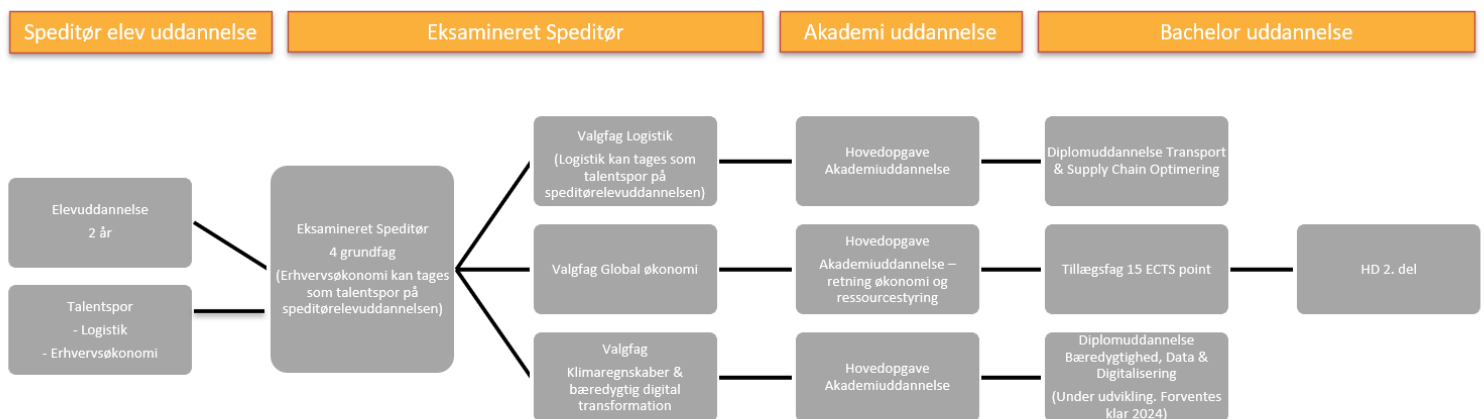 Speditør elev uddannelse
Eksamineret Speditør
Akademi uddannelse
Bachelor uddannelse
Elevuddannelse
2 år
Talentspor
- Logistik
- Erhvervsøkonomi
Eksamineret Speditør
4 grundfag
(Erhvervsøkonomi kan tages
som talentspor på
speditørelevuddannelsen)
Valgfag Logistik
(Logistik kan tages som
talentspor på
speditørelevuddannelsen)
Hovedopgave
Akademiuddannelse
Diplomuddannelse Transport
& Supply Chain Optimering
Valgfag Global økonomi
Hovedopgave
Akademiuddannelse –
retning økonomi og
ressourcestyring
Tillægsfag 15 ECTS point
HD 2. del
Valgfag
Klimaregnskaber &
bæredygtig digital
transformation
Hovedopgave
Akademiuddannelse
Diplomuddannelse
Bæredygtighed, Data &
Digitalisering
(Under udvikling. Forventes
klar 2024)